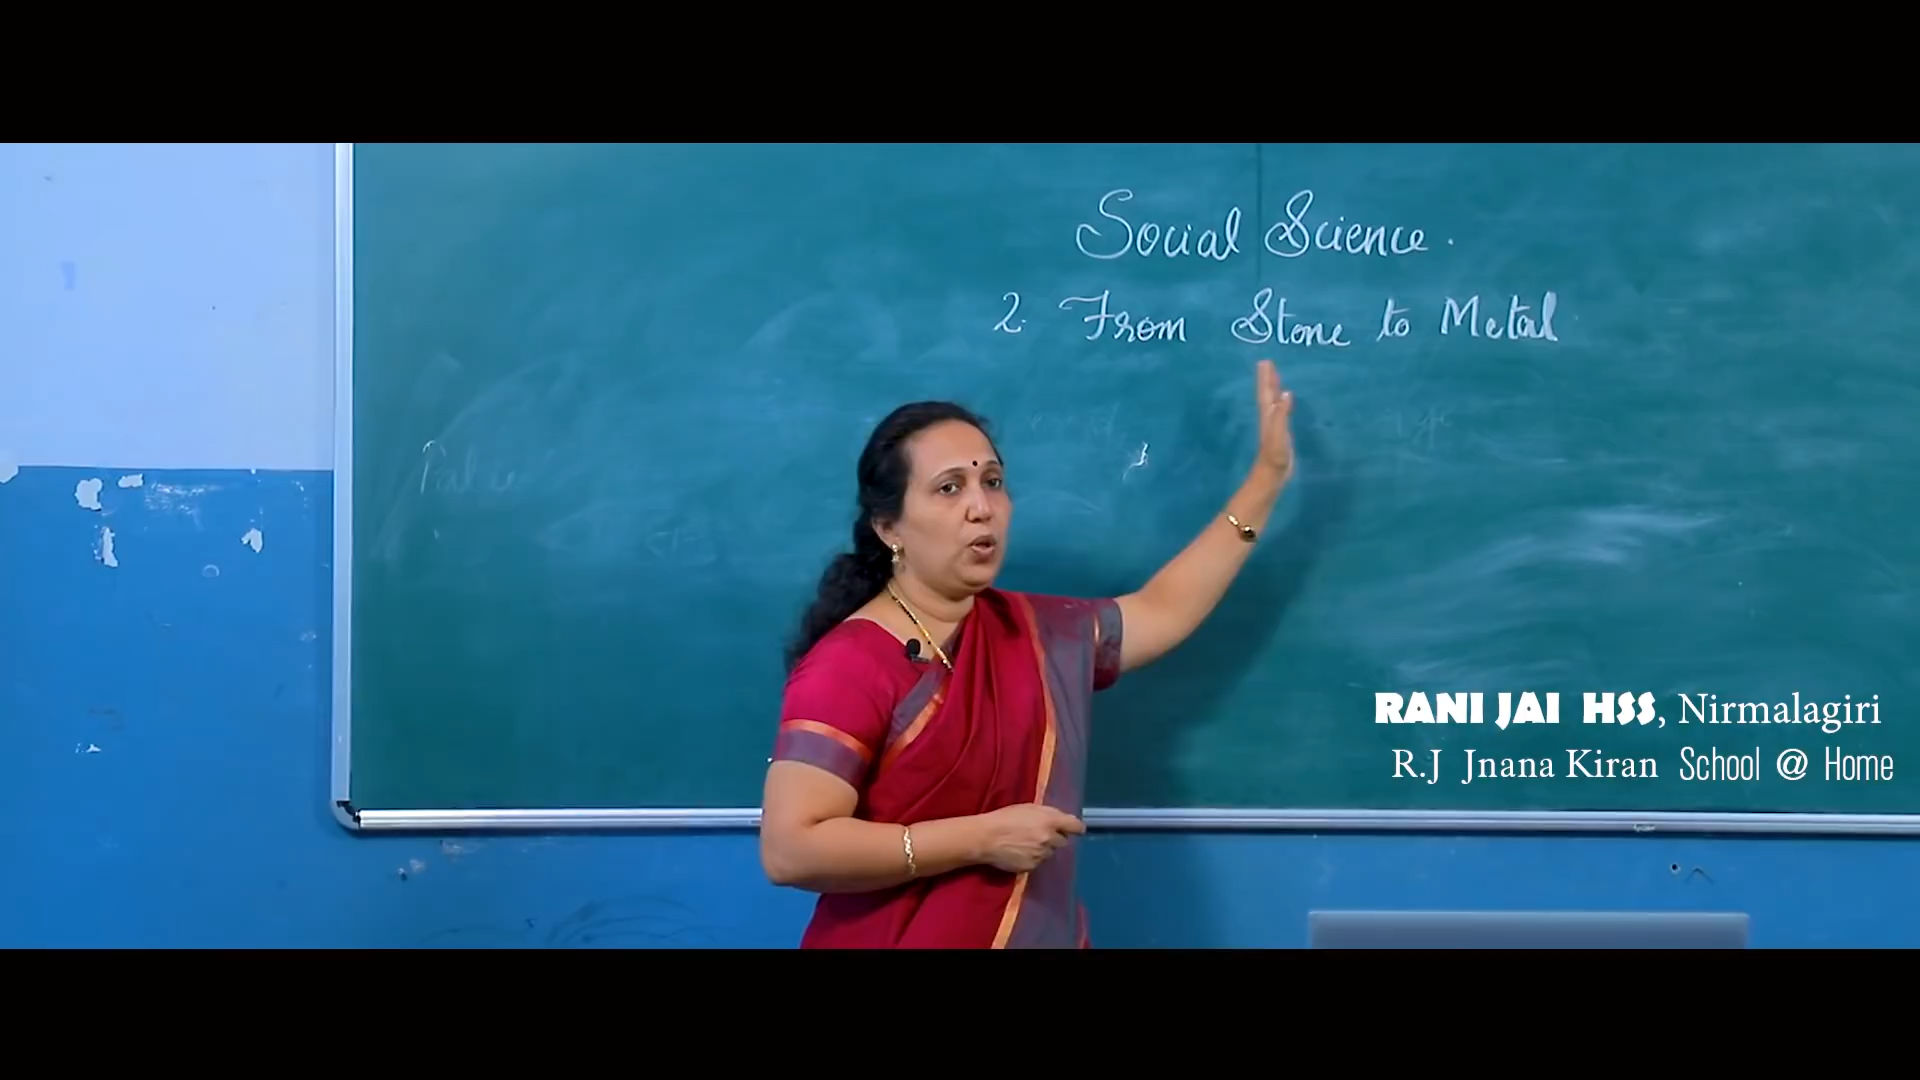 Social Science.
2. From Stone to Metal
RANI JAI HSS, Nirmalagiri
R.J Jnana Kiran School @ Home